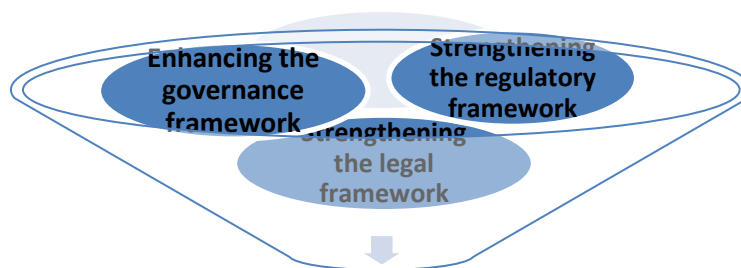 Enhancing the
governance
framework
Strengthening
the regulatory
framework
Strengthening
the legal
framework